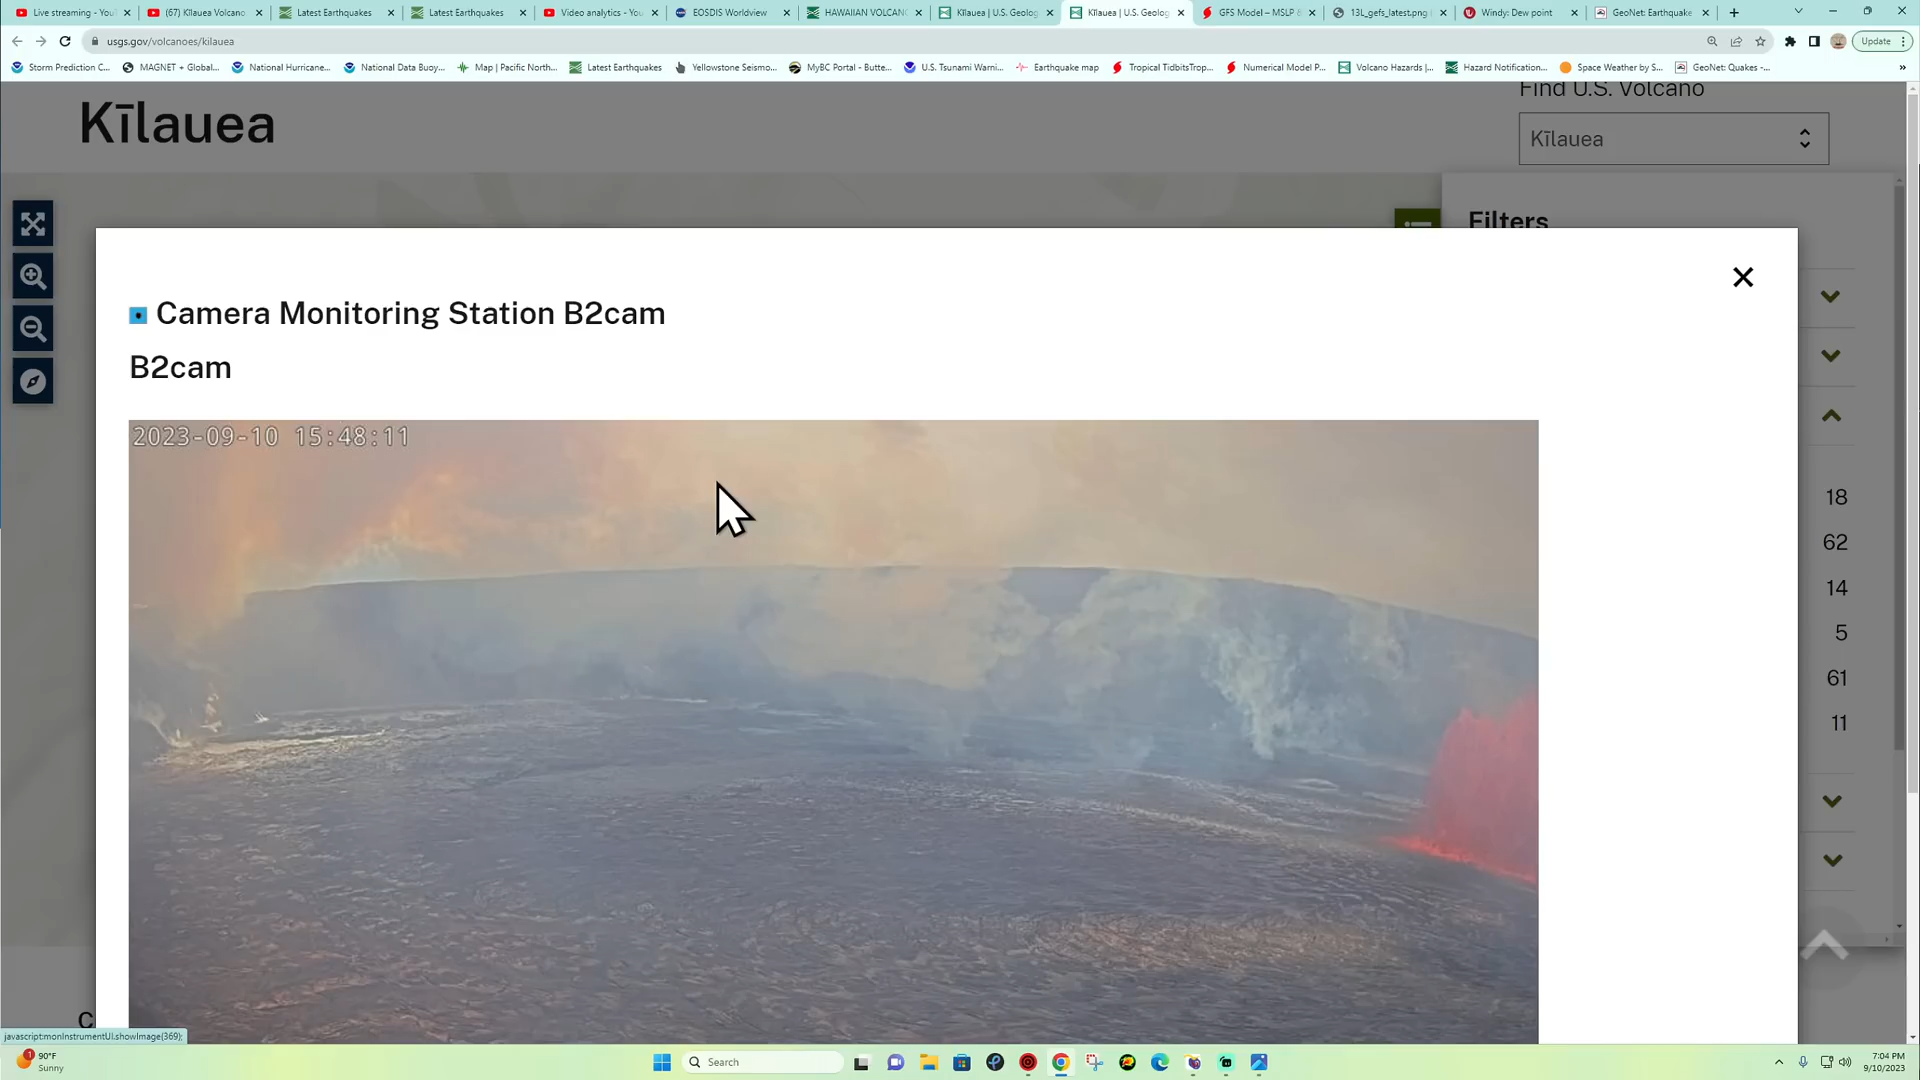 Live streaming - YouT
(67) Kīlauea Volcano
Latest Earthquakes
Latest Earthquakes
Video analytics - You
EOSDIS Worldview
HAWAIIAN VOLCANO
Kīlauea | U.S. Geolog
Kīlauea | U.S. Geolog
GFS Model – MSLP &
13L_gefs_latest.png (
Windy: Dew point
GeoNet: Earthquake
usgs.gov/volcanoes/kilauea
Update
Storm Prediction C...
MAGNET + Global...
National Hurricane...
National Data Buoy...
Map | Pacific North...
Latest Earthquakes
Yellowstone Seismo...
MyBC Portal - Butte...
U.S. Tsunami Warni...
Earthquake map
Tropical TidbitsTrop...
Numerical Model P...
Volcano Hazards |...
Hazard Notification...
Space Weather by S...
GeoNet: Quakes -...
Kīlauea
Find U.S. Volcano
Kīlauea
Filters
Camera Monitoring Station B2cam
B2cam
2023-09-10 15:48:11
18
62
14
5
61
11
C
javascript:monInstrumentUI.showImage(369);
1
90°F
Sunny
Search
7:04 PM
9/10/2023